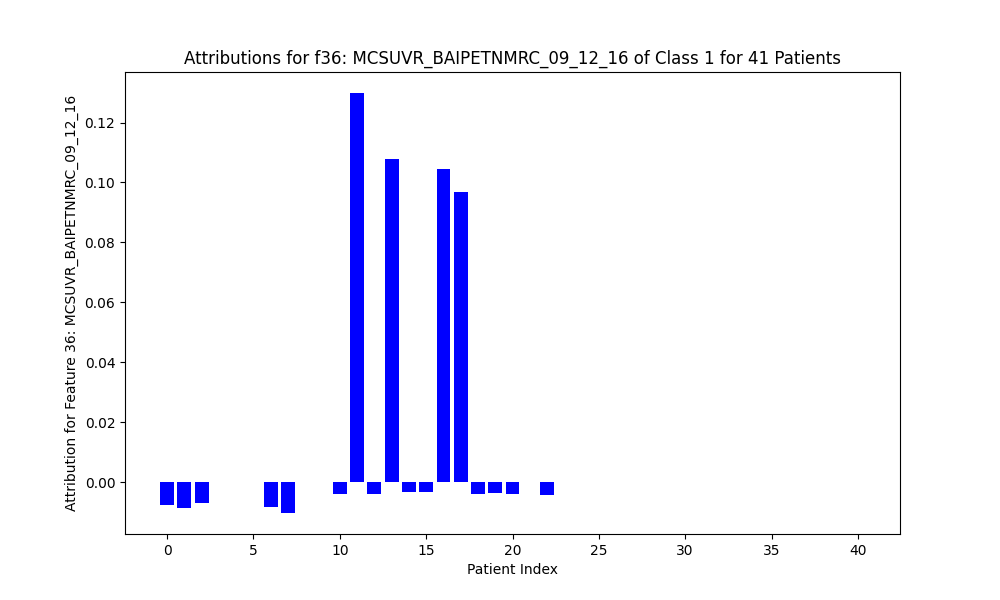 Attributions for f36: MCSUVR_BAIPETNMRC_09_12_16 of Class 1 for 41 Patients
Attribution for Feature 36: MCSUVR_BAIPETNMRC_09_12_16
0.12
0.10
0.08
0.06
0.04
0.02
0.00
0 5 10 15 20 25 30 35 40
Patient Index